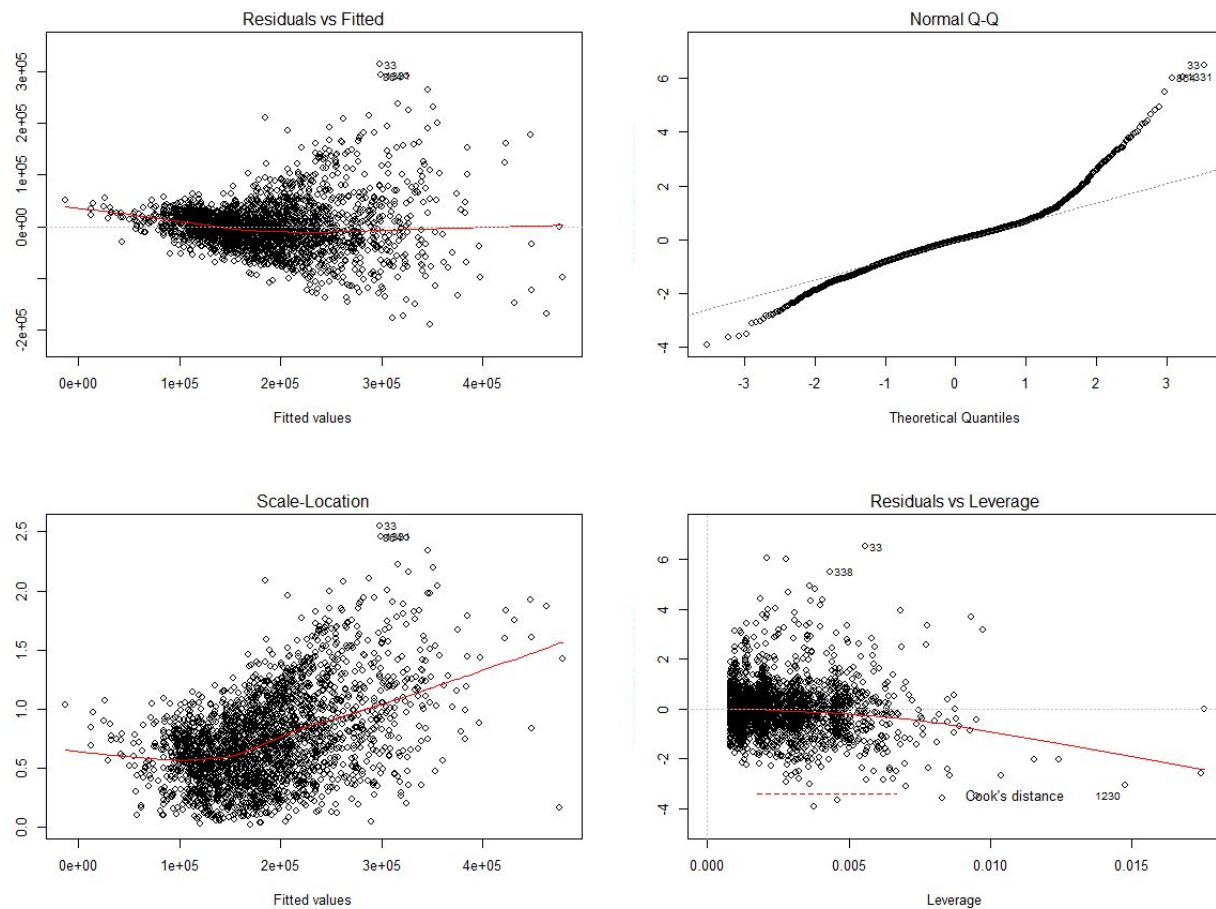 Residuals vs Fitted
3e+05
1e+05
0e+00
-2e+05
33
0e+00 1e+05 2e+05 3e+05 4e+05
Fitted values
Normal Q-Q
6
4
2
0
-2
-4
33
1331
-3 -2 -1 0 1 2 3
Theoretical Quantiles
Scale-Location
2.5
2.0
1.5
1.0
0.5
0.0
33
0e+00 1e+05 2e+05 3e+05 4e+05
Fitted values
Residuals vs Leverage
6
4
2
0
-2
-4
33
338
Cook's distance
1230
0.000 0.005 0.010 0.015
Leverage